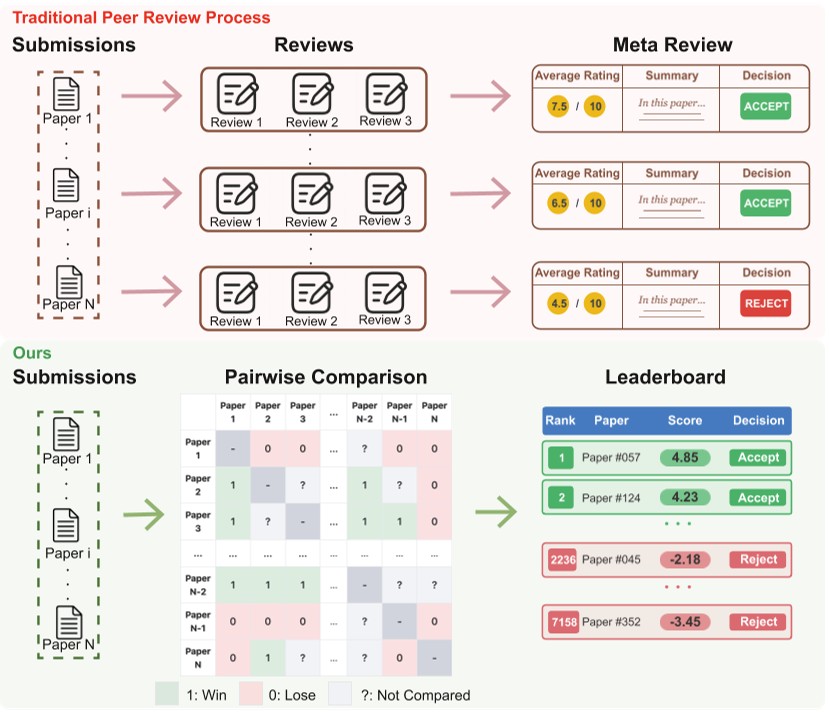 Traditional Peer Review Process
Submissions
Reviews
Meta Review
Paper 1
Review 1 Review 2 Review 3
Average Rating Summary Decision
7.5 / 10 In this paper... ACCEPT
Paper i
Review 1 Review 2 Review 3
Average Rating Summary Decision
6.5 / 10 In this paper... ACCEPT
Paper N
Review 1 Review 2 Review 3
Average Rating Summary Decision
4.5 / 10 In this paper... REJECT
Ours
Submissions
Paper 1
Paper i
Paper N
Pairwise Comparison
Paper 1 Paper 2 Paper 3 ... Paper N-2 Paper N-1 Paper N
Paper 1 - 0 0 ... ? 0 0
Paper 2 1 - ? ... 1 ? 0
Paper 3 1 ? - ... 1 1 0
... ... ... ... ... ... ...
Paper N-2 1 1 1 ... - ? ?
Paper N-1 0 0 0 ... ? - 0
Paper N 0 1 ? ... ? 0 -
1: Win 0: Lose ?: Not Compared
Leaderboard
Rank Paper Score Decision
1 Paper #057 4.85 Accept
2 Paper #124 4.23 Accept
...
2236 Paper #045 -2.18 Reject
...
7158 Paper #352 -3.45 Reject